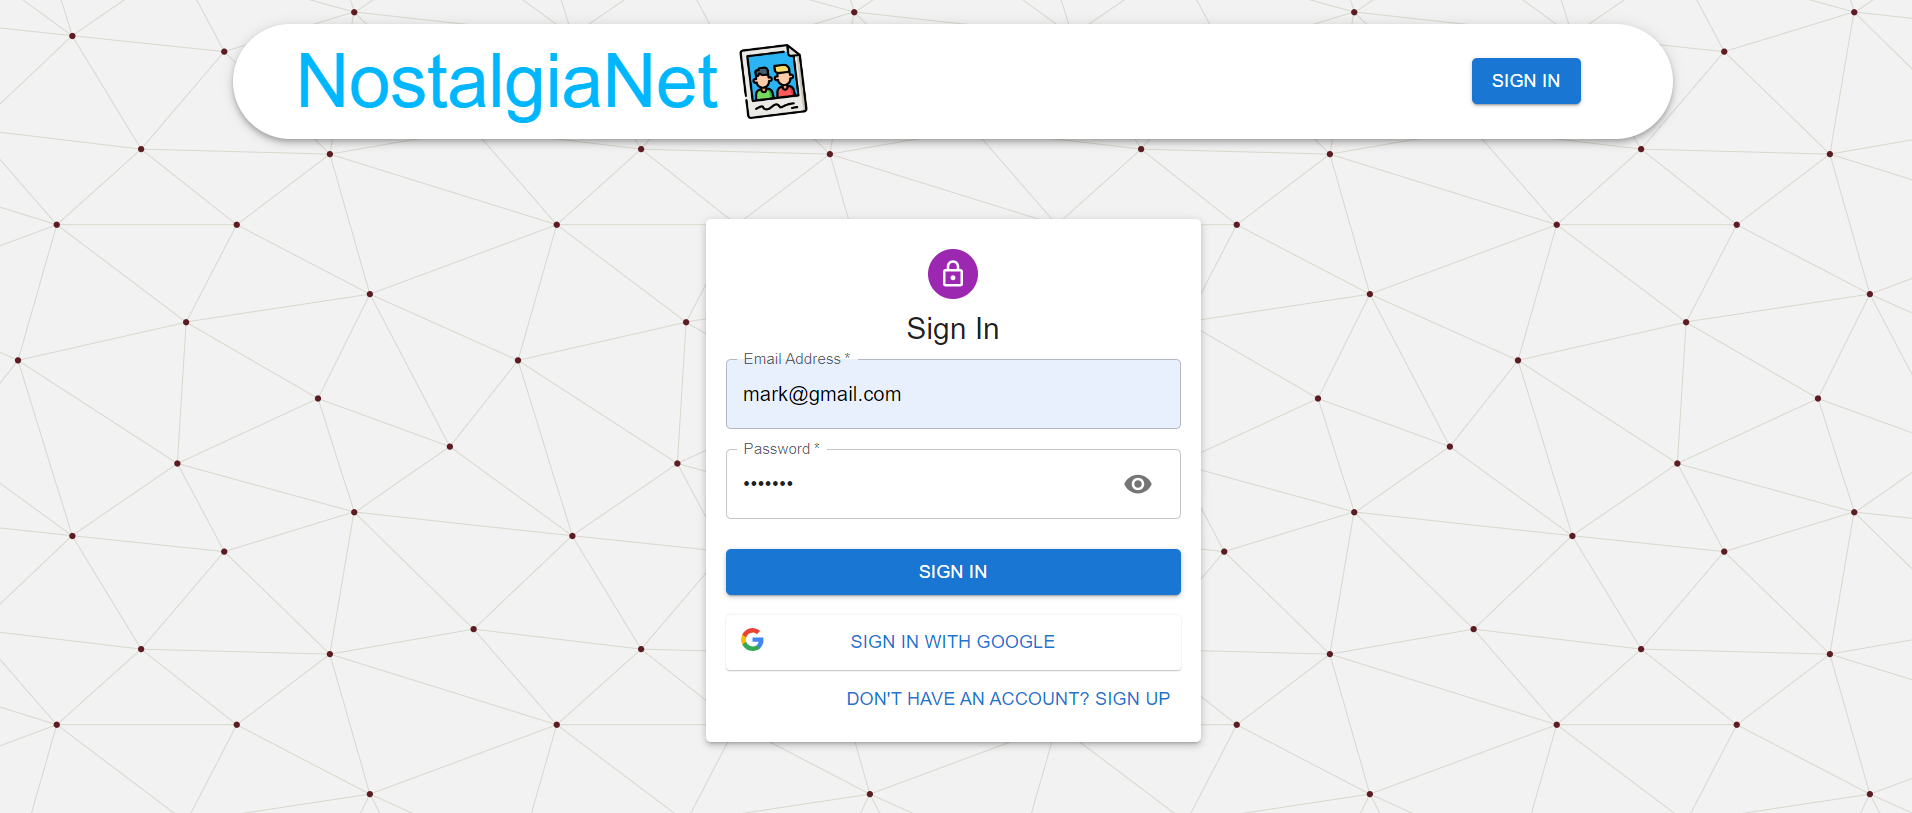 NostalgiaNet
SIGN IN
Sign In
Email Address *
mark@gmail.com
Password *
•••••••
SIGN IN
SIGN IN WITH GOOGLE
DON'T HAVE AN ACCOUNT? SIGN UP